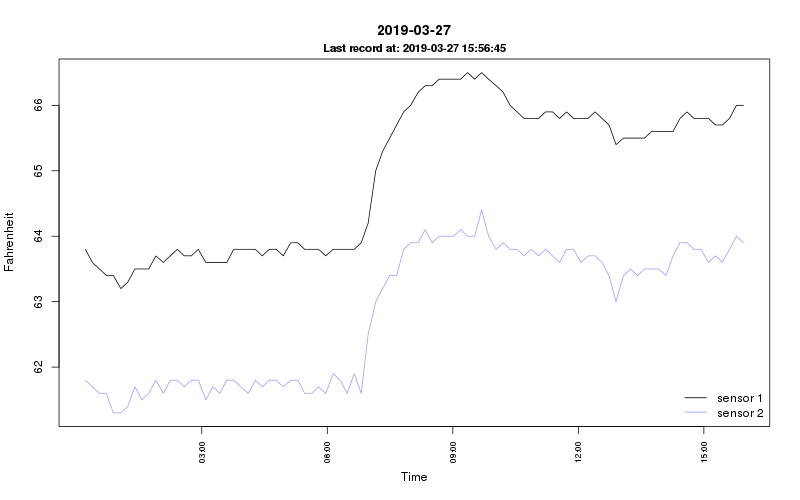 2019-03-27
Last record at: 2019-03-27 15:56:45
66
65
64
63
62
Fahrenheit
sensor 1
sensor 2
03:00
06:00
09:00
12:00
15:00
Time